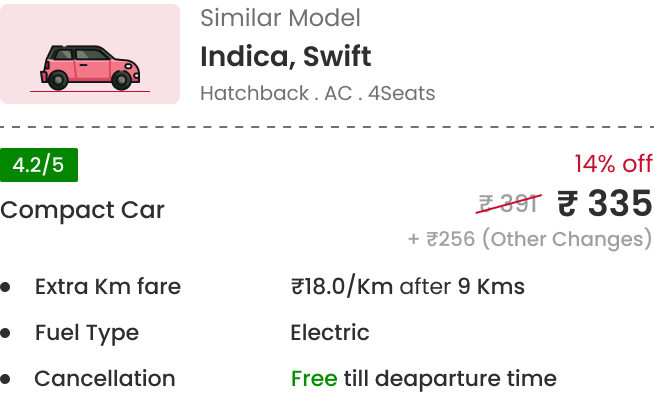 Similar Model
Indica, Swift
Hatchback . AC . 4Seats
4.2/5
14% off
Compact Car
₹ 391 ₹ 335
+ ₹256 (Other Changes)
• Extra Km fare ₹18.0/Km after 9 Kms
• Fuel Type Electric
• Cancellation Free till deaparture time